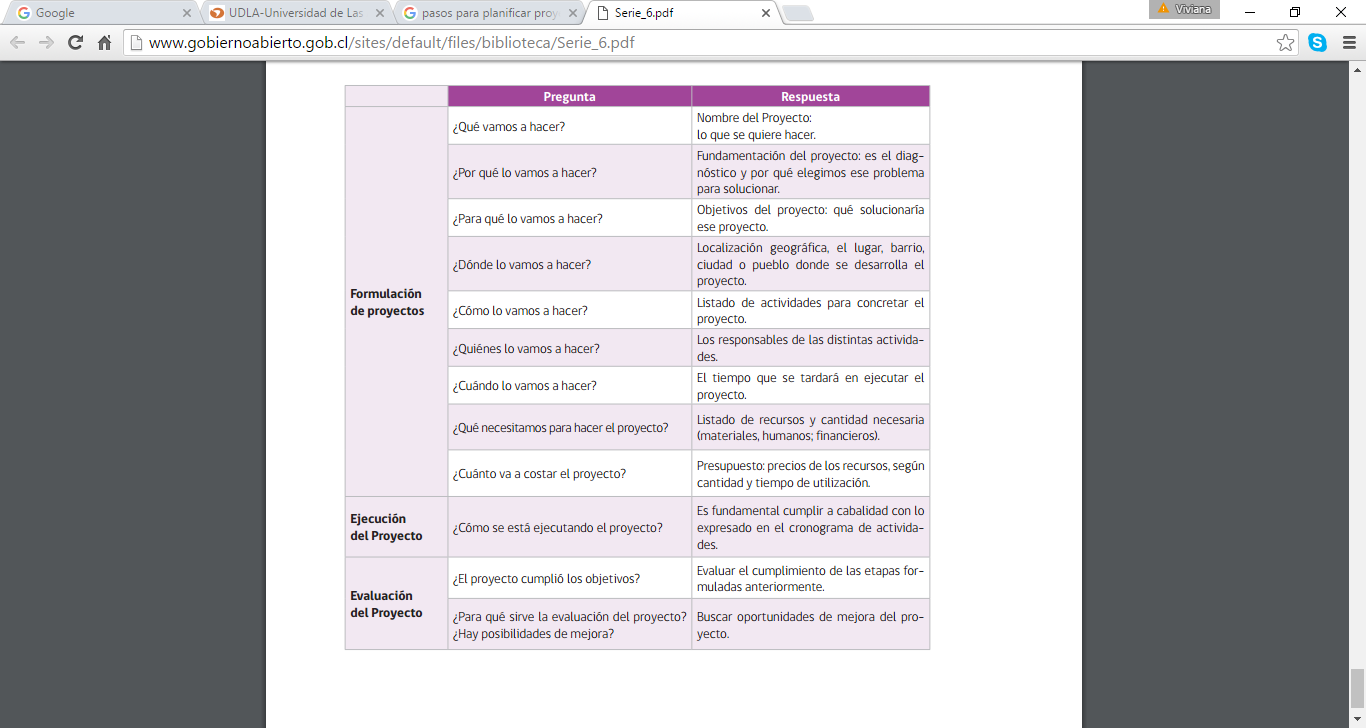 Google
UDLA-Universidad de Las
pasos para planificar proy
Serie_6.pdf
Viviana
www.gobiernoabierto.gob.cl/sites/default/files/biblioteca/Serie_6.pdf
Pregunta Respuesta
Formulación
de proyectos
¿Qué vamos a hacer?
Nombre del Proyecto:
lo que se quiere hacer.
¿Por qué lo vamos a hacer?
Fundamentación del proyecto: es el diag-
nóstico y por qué elegimos ese problema
para solucionar.
¿Para qué lo vamos a hacer?
Objetivos del proyecto: qué solucionaría
ese proyecto.
¿Dónde lo vamos a hacer?
Localización geográfica, el lugar, barrio,
ciudad o pueblo donde se desarrolla el
proyecto.
¿Cómo lo vamos a hacer?
Listado de actividades para concretar el
proyecto.
¿Quiénes lo vamos a hacer?
Los responsables de las distintas activida-
des.
¿Cuándo lo vamos a hacer?
El tiempo que se tardará en ejecutar el
proyecto.
¿Qué necesitamos para hacer el proyecto?
Listado de recursos y cantidad necesaria
(materiales, humanos; financieros).
¿Cuánto va a costar el proyecto?
Presupuesto: precios de los recursos, según
cantidad y tiempo de utilización.
Ejecución
del Proyecto
¿Cómo se está ejecutando el proyecto?
Es fundamental cumplir a cabalidad con lo
expresado en el cronograma de activida-
des.
Evaluación
del Proyecto
¿El proyecto cumplió los objetivos?
Evaluar el cumplimiento de las etapas for-
muladas anteriormente.
¿Para qué sirve la evaluación del proyecto?
¿Hay posibilidades de mejora?
Buscar oportunidades de mejora del pro-
yecto.